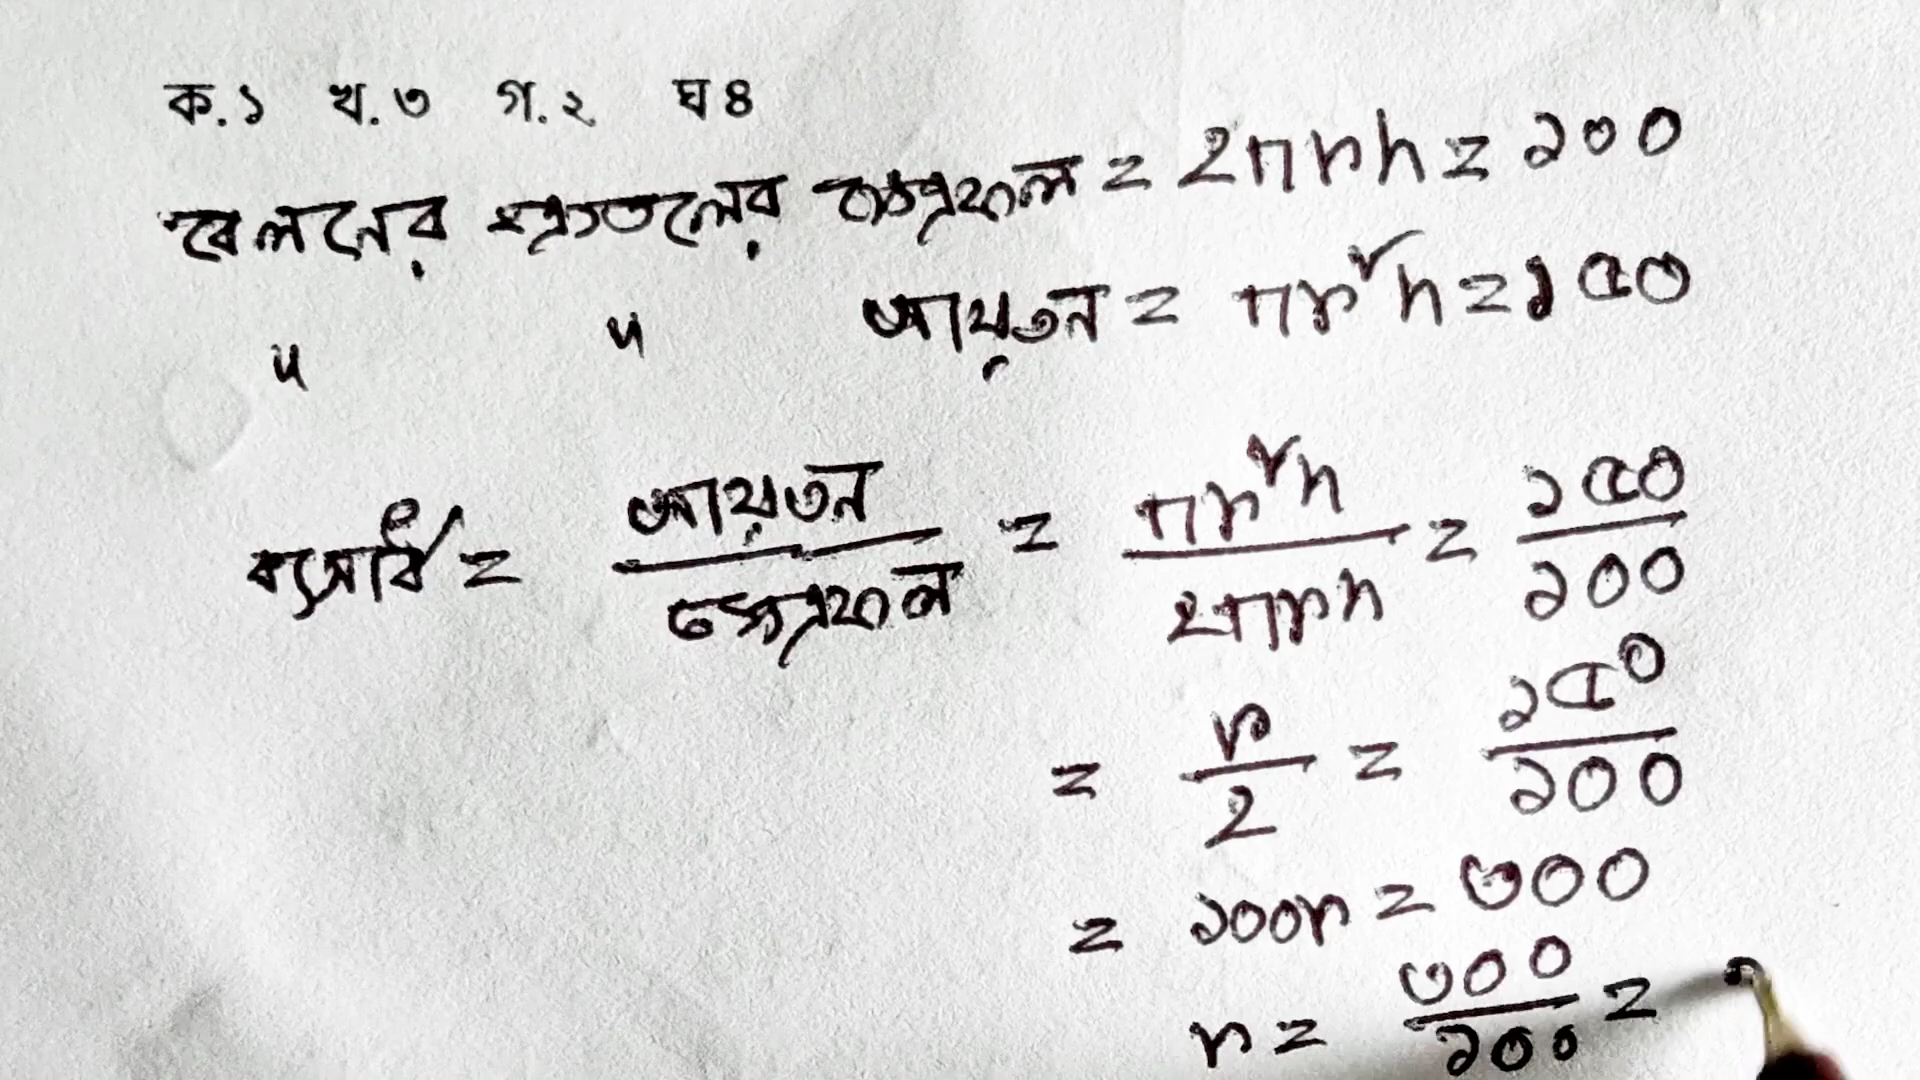 ক.১ খ.৩ গ.২ ঘ৪
বেলনের বক্রতলের ক্ষেত্রফল = 2πrh = ১০০
" " আয়তন = πr²h = ১৫০
ব্যাসার্ধ = আয়তন / ক্ষেত্রফল = πr²h / 2πrh = ১৫০ / ১০০
= r / 2 = ১৫০ / ১০০
= ১০০r = ৩০০
r = ৩০০ / ১০০ =